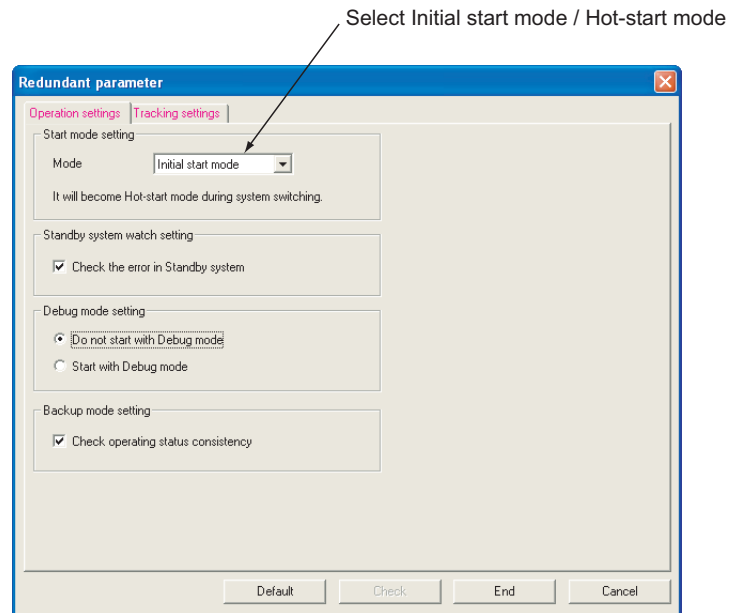 Select Initial start mode / Hot-start mode
Redundant parameter
Operation settings Tracking settings
Start mode setting
Mode Initial start mode
It will become Hot-start mode during system switching.
Standby system watch setting
Check the error in Standby system
Debug mode setting
Do not start with Debug mode
Start with Debug mode
Backup mode setting
Check operating status consistency
Default Check End Cancel